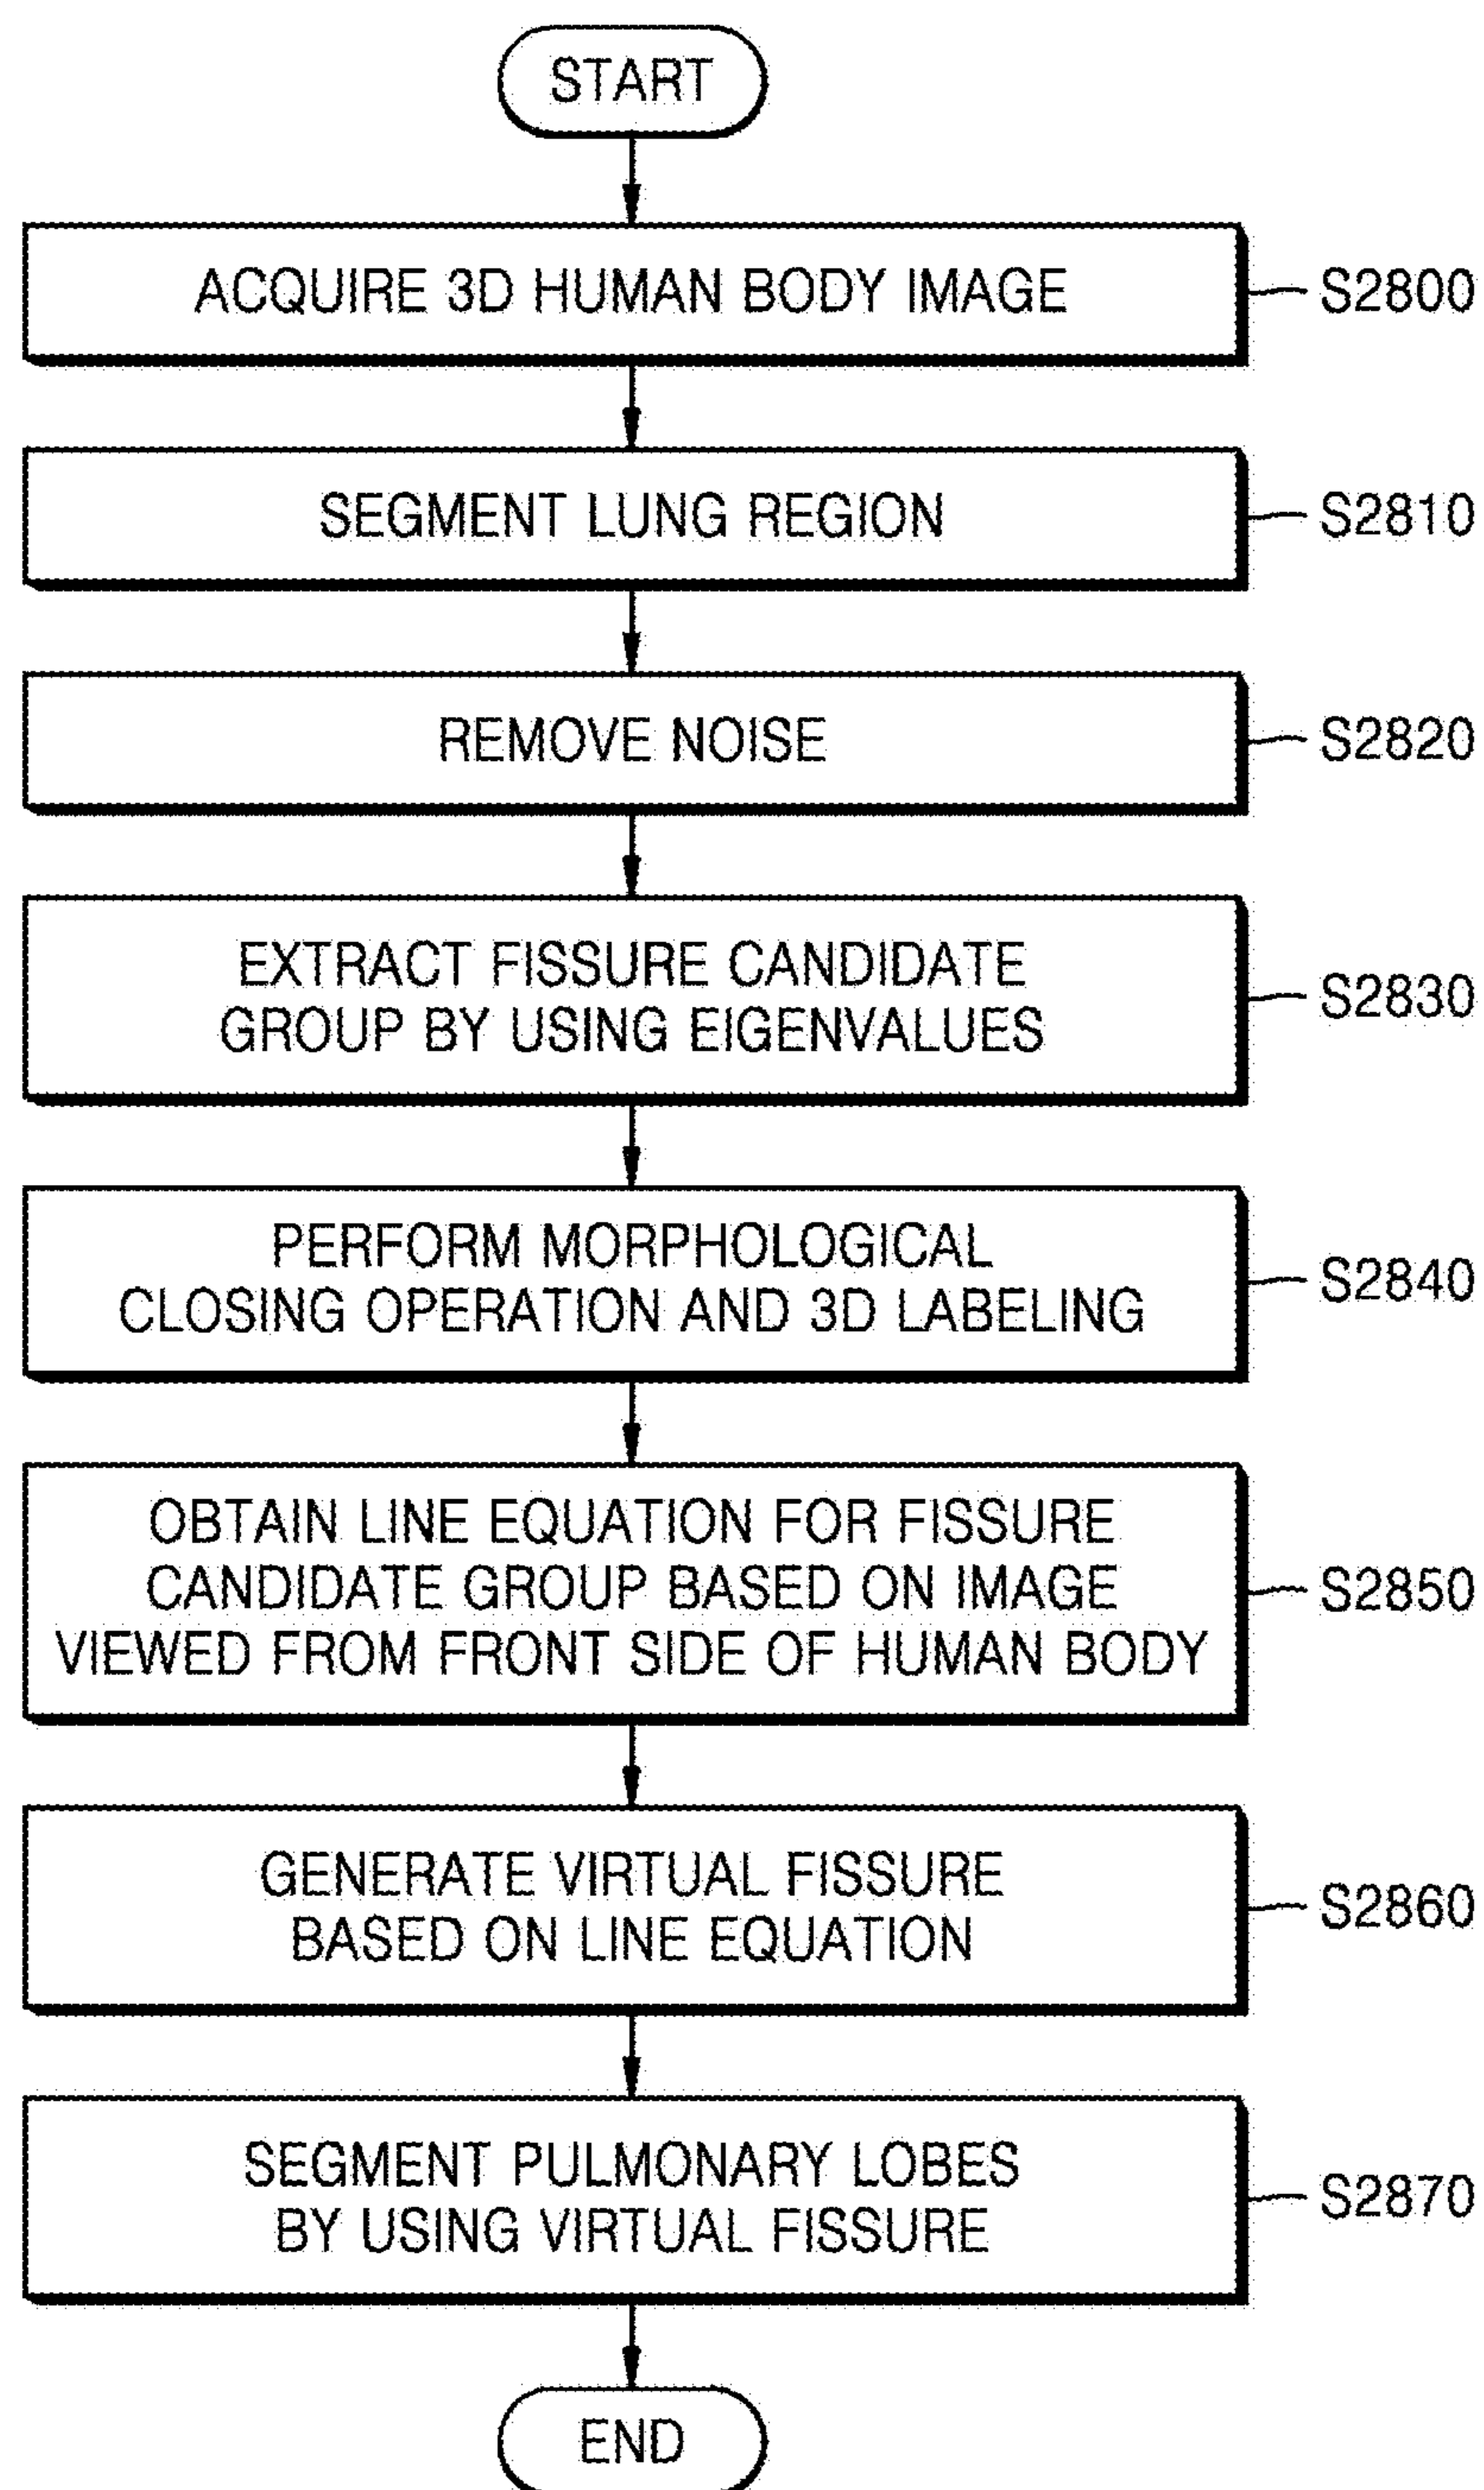 START
ACQUIRE 3D HUMAN BODY IMAGE
S2800
SEGMENT LUNG REGION
S2810
REMOVE NOISE
S2820
EXTRACT FISSURE CANDIDATE
GROUP BY USING EIGENVALUES
S2830
PERFORM MORPHOLOGICAL
CLOSING OPERATION AND 3D LABELING
S2840
OBTAIN LINE EQUATION FOR FISSURE
CANDIDATE GROUP BASED ON IMAGE
VIEWED FROM FRONT SIDE OF HUMAN BODY
S2850
GENERATE VIRTUAL FISSURE
BASED ON LINE EQUATION
S2860
SEGMENT PULMONARY LOBES
BY USING VIRTUAL FISSURE
S2870
END